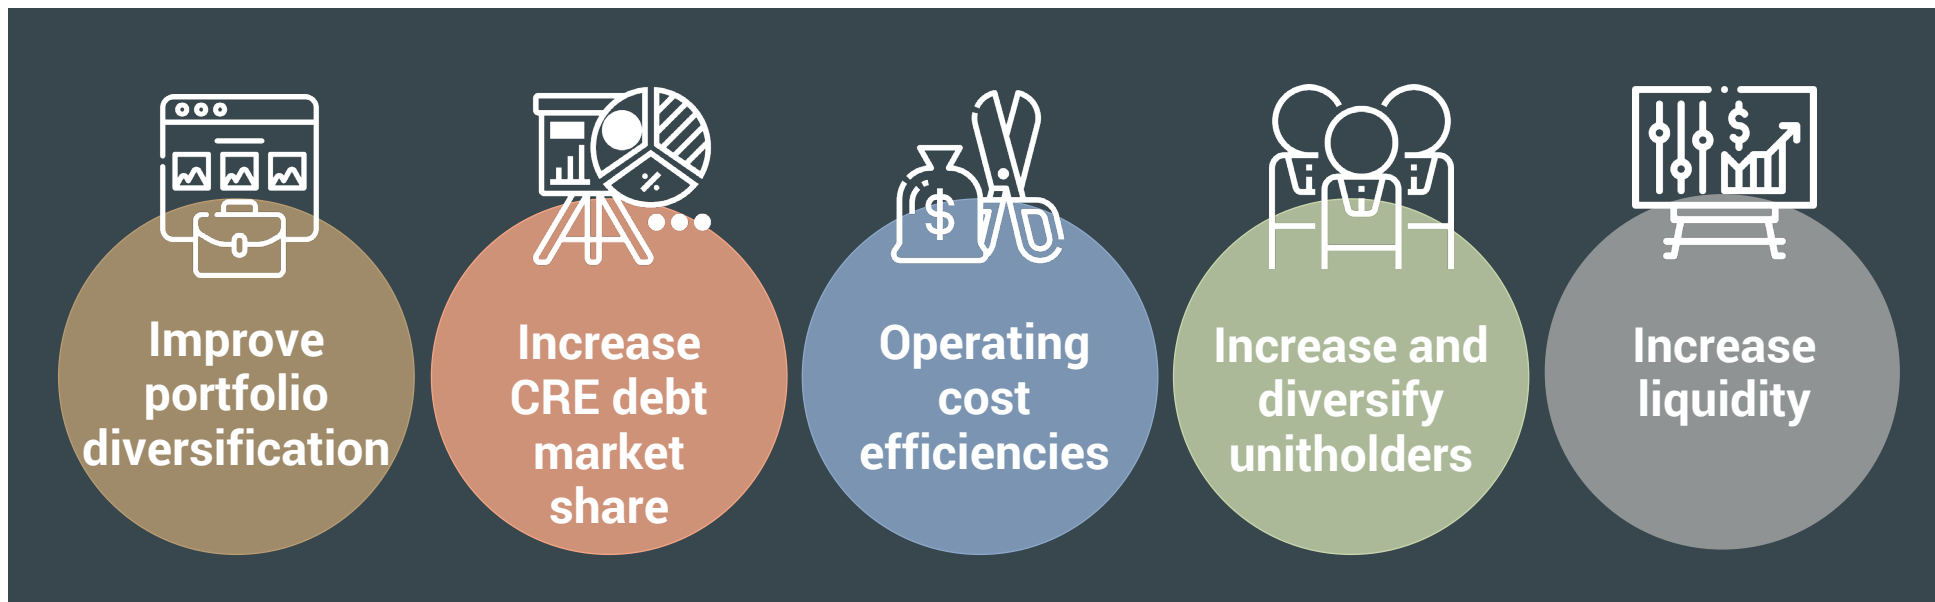 Improve
portfolio
diversification
Increase
CRE debt
market
share
$
Operating
cost
efficiencies
Increase and
diversify
unitholders
$
Increase
liquidity